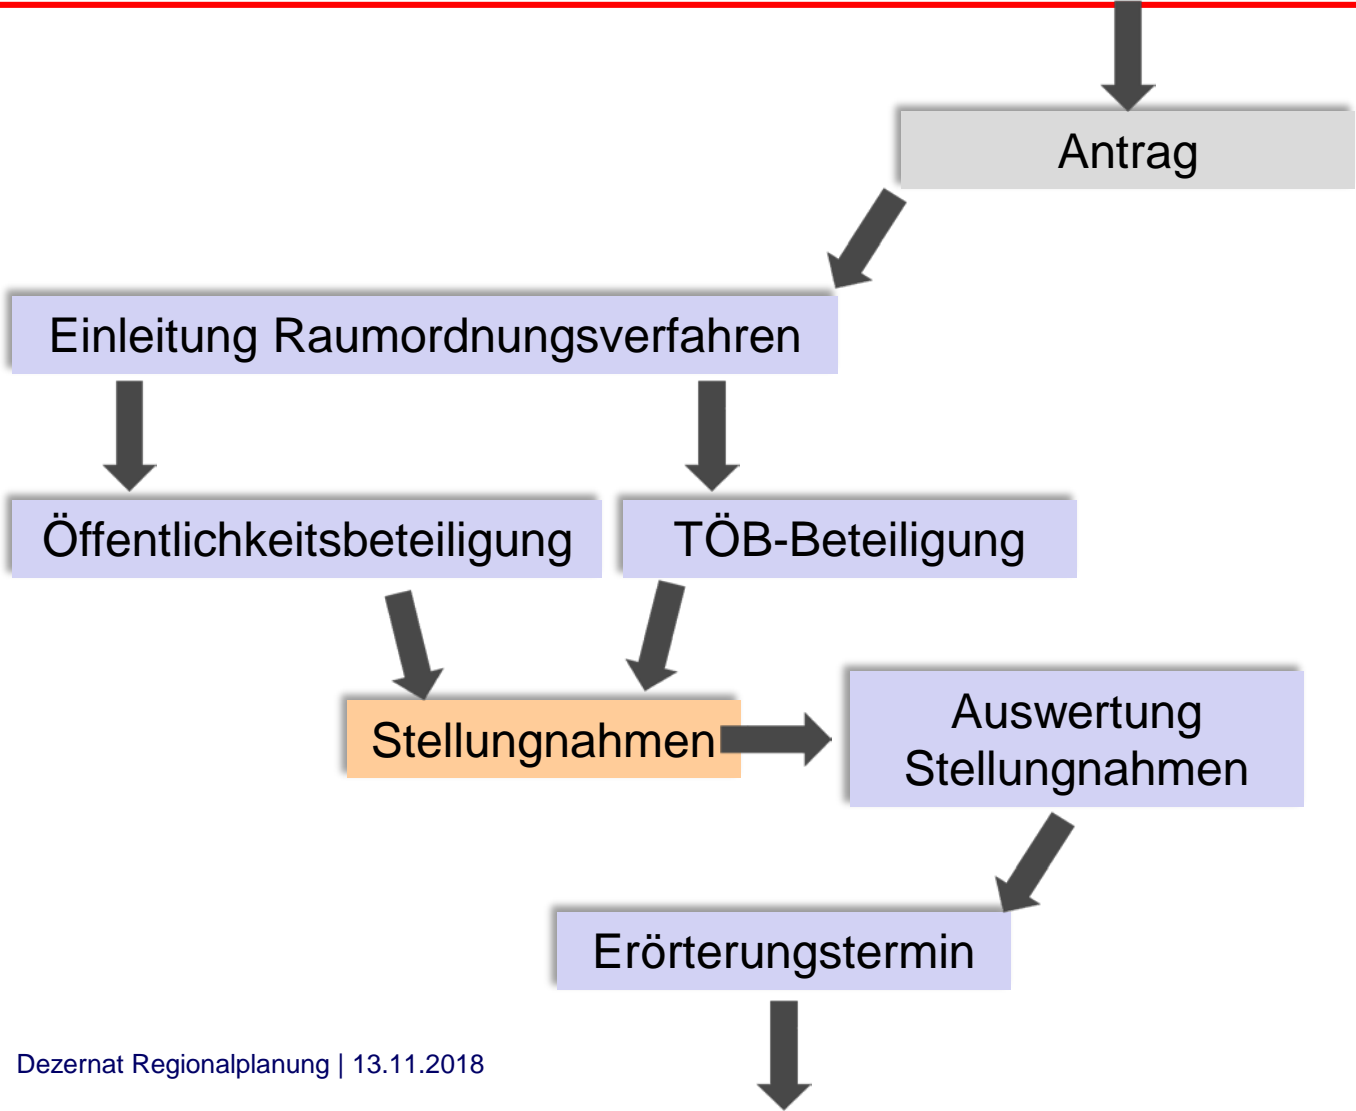 Antrag
Einleitung Raumordnungsverfahren
Öffentlichkeitsbeteiligung
TÖB-Beteiligung
Stellungnahmen
Auswertung
Stellungnahmen
Erörterungstermin
Dezernat Regionalplanung | 13.11.2018